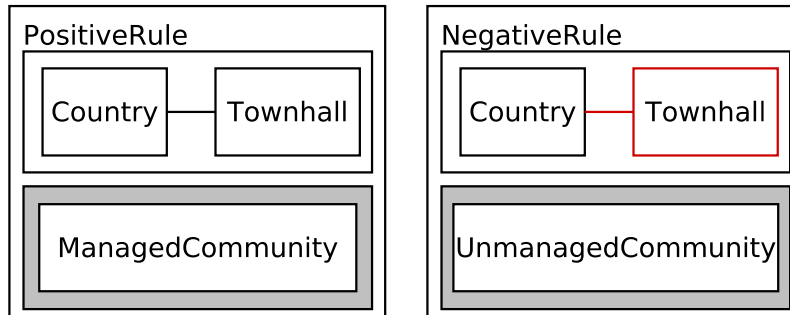 PositiveRule
Country
Townhall
ManagedCommunity
NegativeRule
Country
Townhall
UnmanagedCommunity